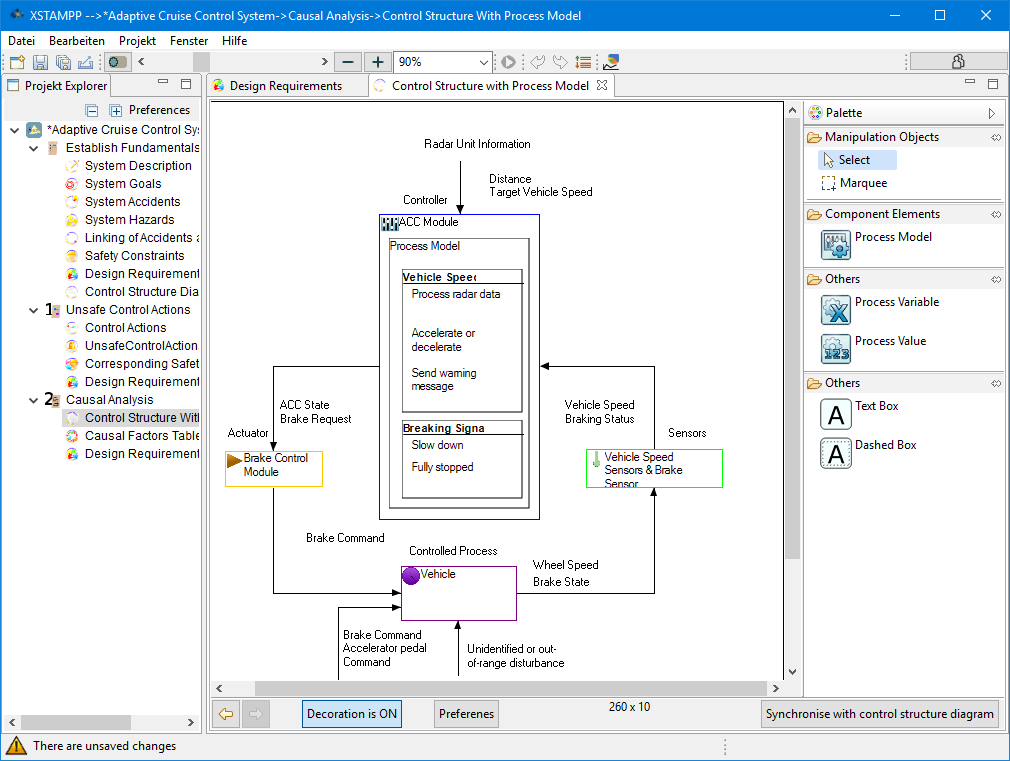 XSTAMPP -->*Adaptive Cruise Control System->Causal Analysis->Control Structure With Process Model
Datei Bearbeiten Projekt Fenster Hilfe
90%
Projekt Explorer
Preferences
*Adaptive Cruise Control Sy
Establish Fundamentals
System Description
System Goals
System Accidents
System Hazards
Linking of Accidents a
Safety Constraints
Design Requirement
Control Structure Dia
1 Unsafe Control Actions
Control Actions
UnsafeControlAction
Corresponding Safet
Design Requirement
2 Causal Analysis
Control Structure Wit
Causal Factors Table
Design Requirement
Design Requirements
Control Structure with Process Model
Radar Unit Information
Distance
Target Vehicle Speed
Controller
ACC Module
Process Model
Vehicle Speed
Process radar data
Accelerate or
decelerate
Send warning
message
Breaking Signa
Slow down
Fully stopped
ACC State
Brake Request
Actuator
Brake Control
Module
Vehicle Speed
Braking Status
Sensors
Vehicle Speed
Sensors & Brake
Sensor
Brake Command
Controlled Process
Vehicle
Wheel Speed
Brake State
Brake Command
Accelerator pedal
Command
Unidentified or out-
of-range disturbance
Palette
Manipulation Objects
Select
Marquee
Component Elements
Process Model
Others
Process Variable
X
Process Value
123
Others
A Text Box
A Dashed Box
Decoration is ON
Preferenes
260 x 10
Synchronise with control structure diagram
There are unsaved changes